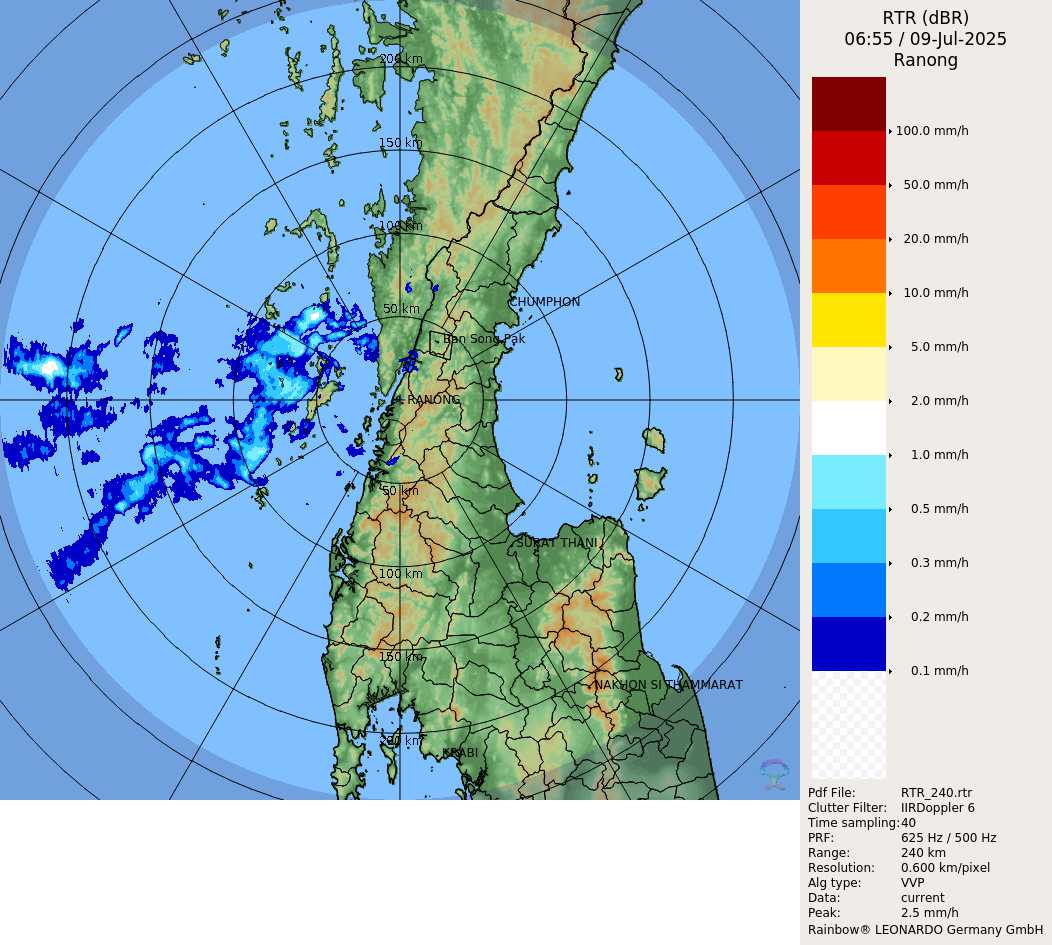 RTR (dBR)
06:55 / 09-Jul-2025
Ranong
100.0 mm/h
50.0 mm/h
20.0 mm/h
10.0 mm/h
5.0 mm/h
2.0 mm/h
1.0 mm/h
0.5 mm/h
0.3 mm/h
0.2 mm/h
0.1 mm/h
Pdf File: RTR_240.rtr
Clutter Filter: IIRDoppler 6
Time sampling: 40
PRF: 625 Hz / 500 Hz
Range: 240 km
Resolution: 0.600 km/pixel
Alg type: VVP
Data: current
Peak: 2.5 mm/h
Rainbow® LEONARDO Germany GmbH
200 km
150 km
100 km
50 km
CHUMPHON
Ban Song Pak
RANONG
50 km
SURAT THANI
100 km
150 km
NAKHON SI THAMMARAT
200 km
KRABI